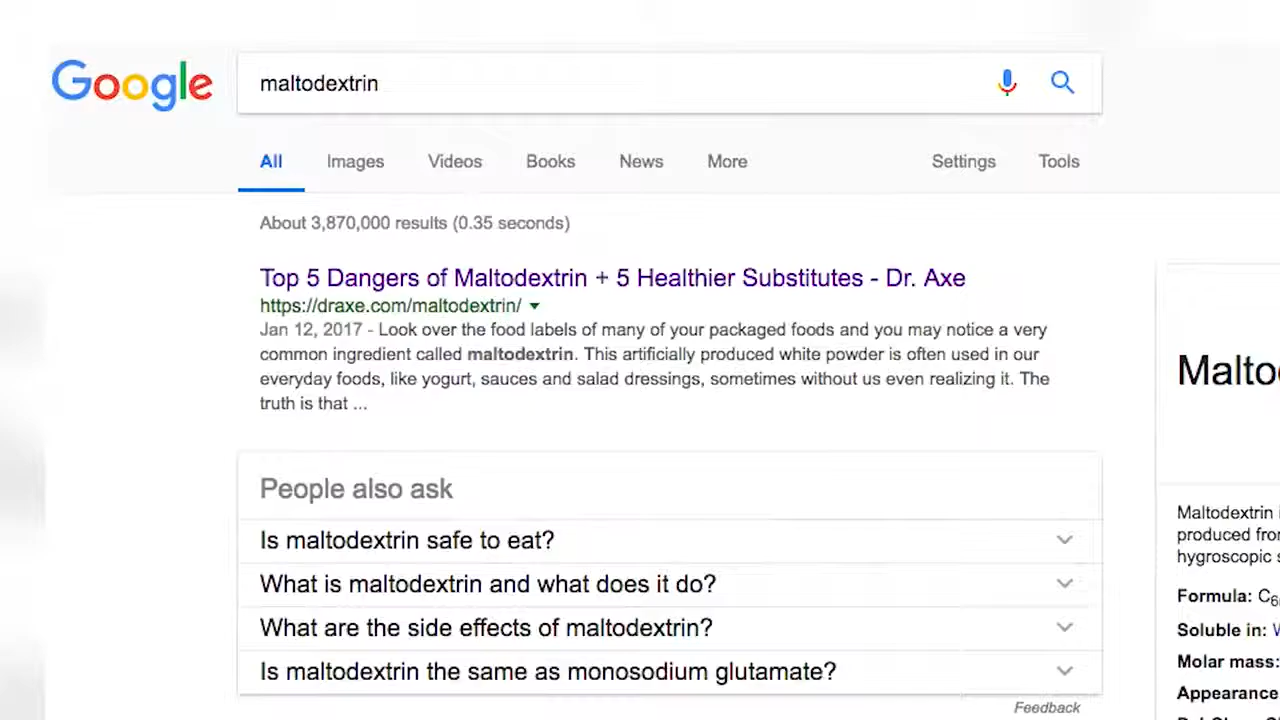 Google
maltodextrin
All Images Videos Books News More Settings Tools
About 3,870,000 results (0.35 seconds)
Top 5 Dangers of Maltodextrin + 5 Healthier Substitutes - Dr. Axe
https://draxe.com/maltodextrin/
Jan 12, 2017 - Look over the food labels of many of your packaged foods and you may notice a very
common ingredient called maltodextrin. This artificially produced white powder is often used in our
everyday foods, like yogurt, sauces and salad dressings, sometimes without us even realizing it. The
truth is that ...
People also ask
Is maltodextrin safe to eat?
What is maltodextrin and what does it do?
What are the side effects of maltodextrin?
Is maltodextrin the same as monosodium glutamate?
Feedback
Malto
Maltodextrin
produced
hygroscopic
Formula: C6
Soluble in:
Molar mass:
Appearance